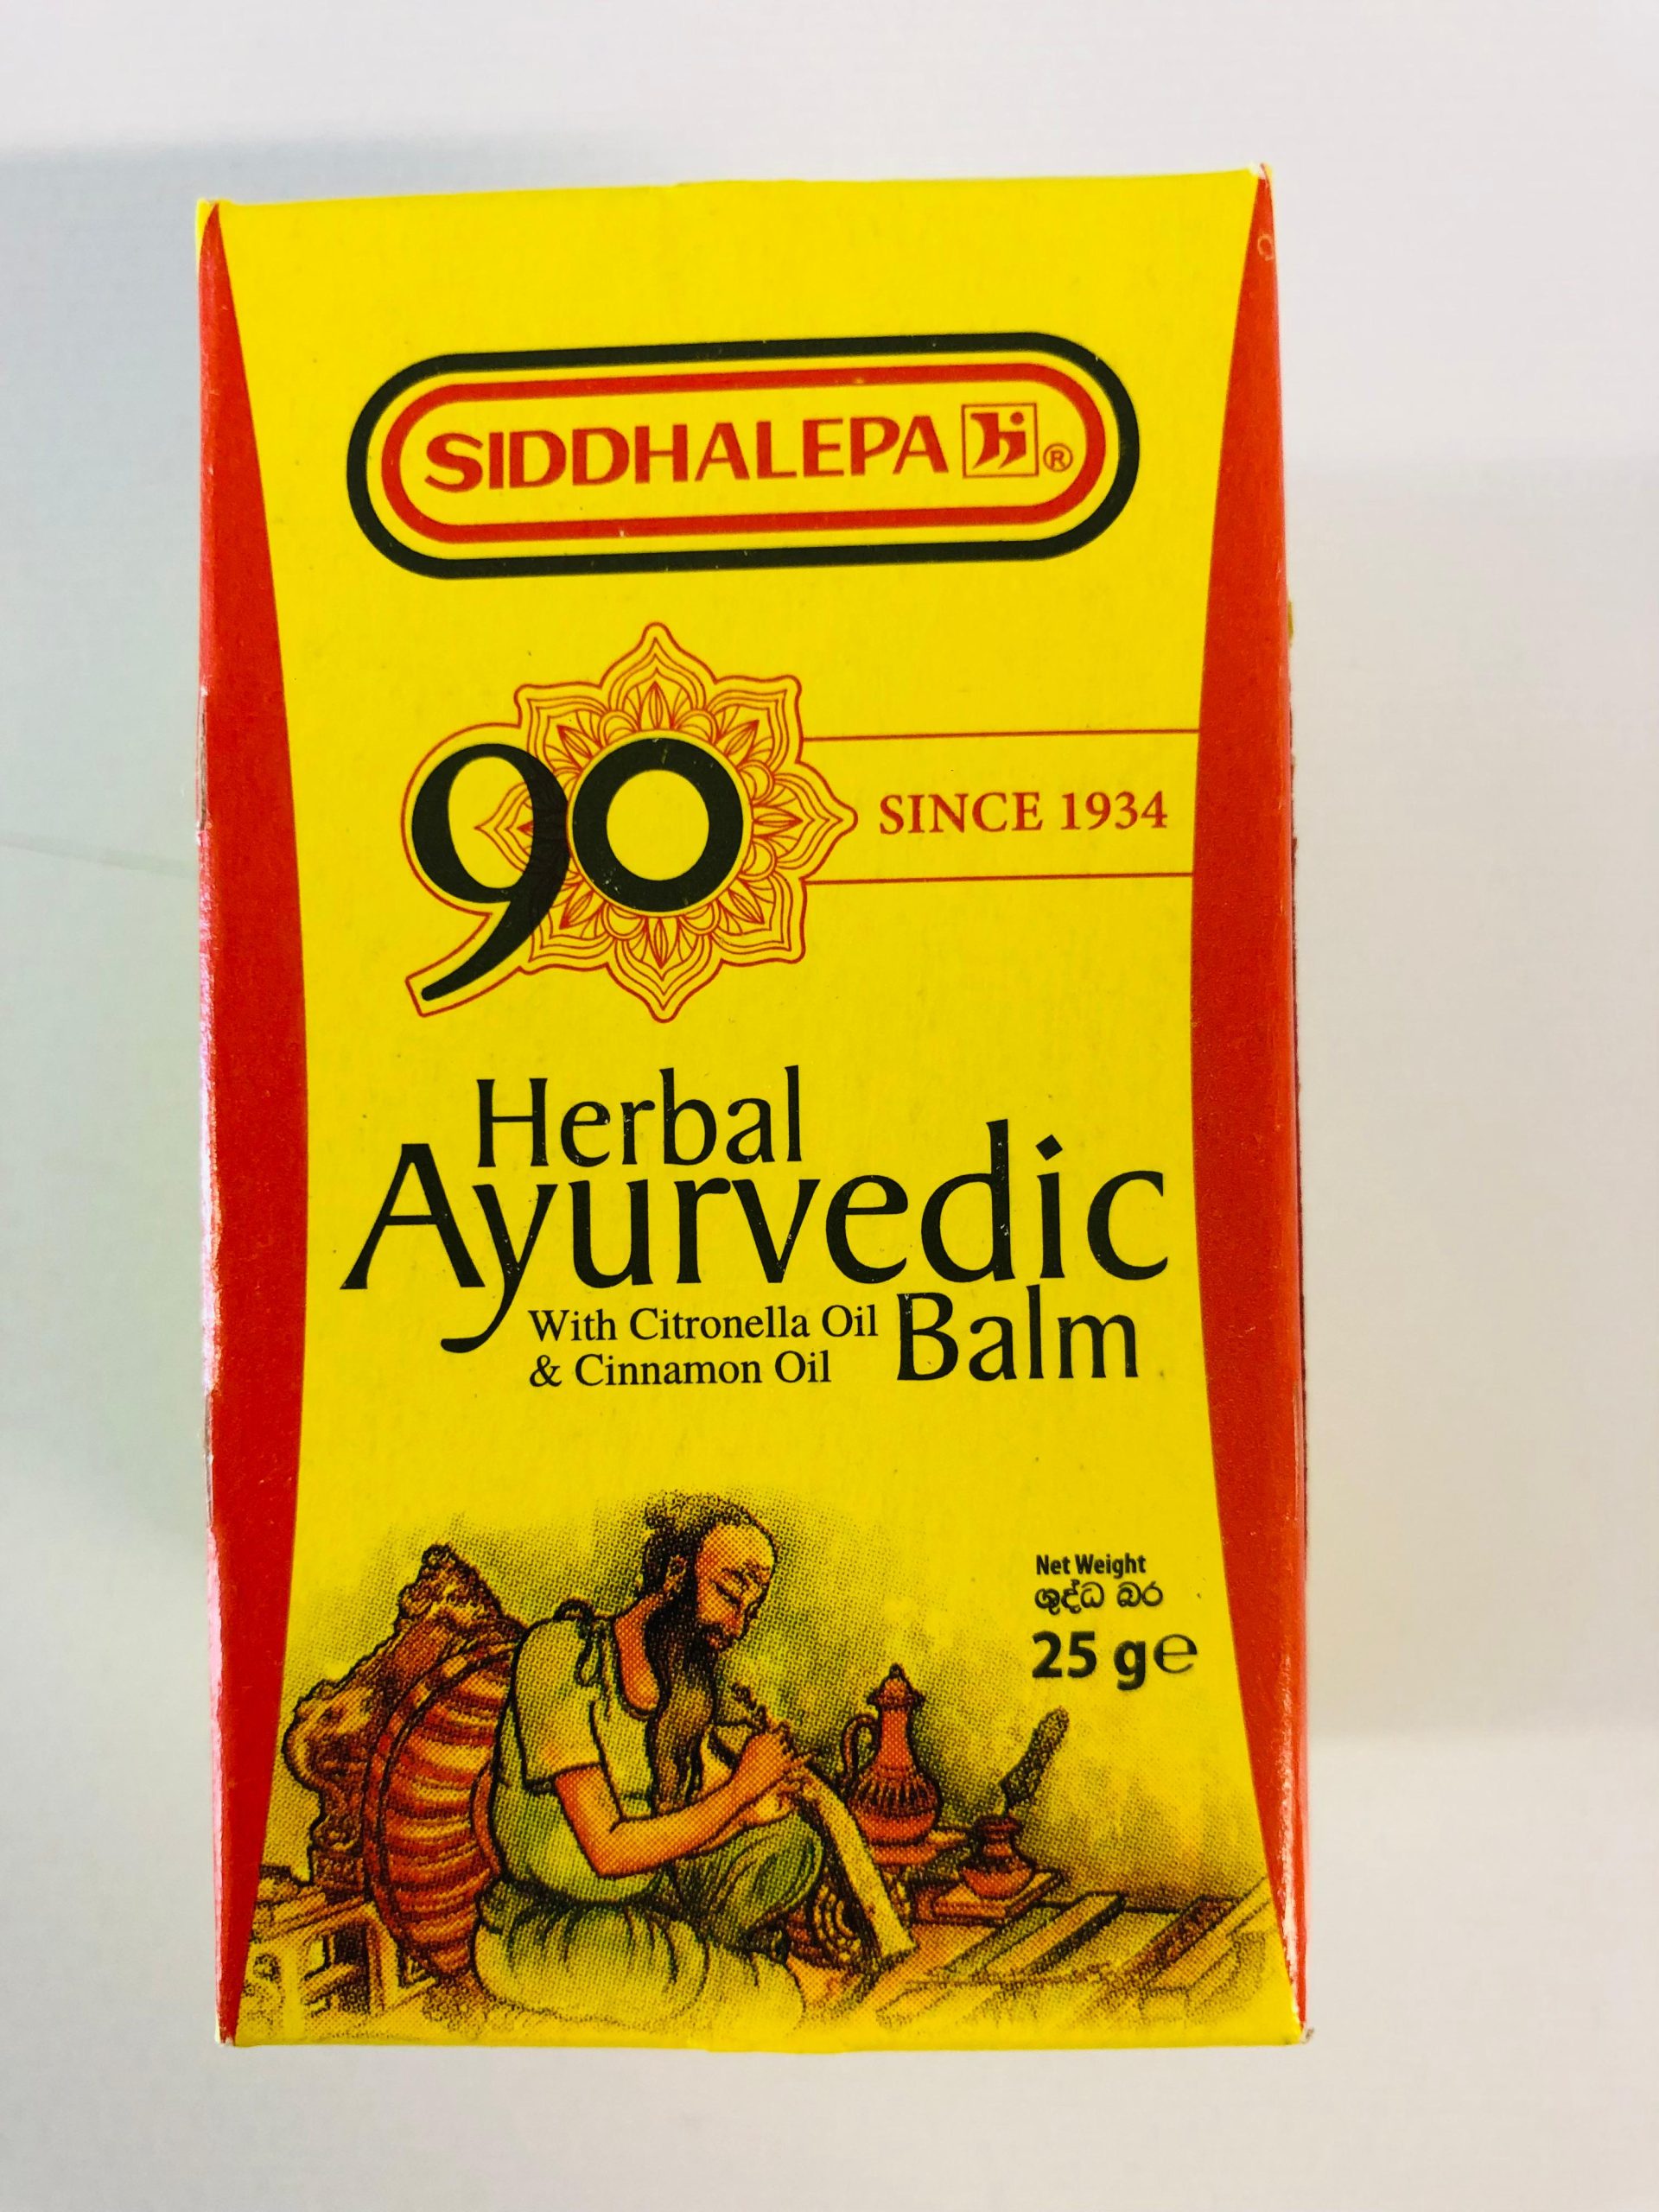 SIDDHALEPA ®
90
SINCE 1934
Herbal
Ayurvedic
With Citronella Oil
& Cinnamon Oil
Balm
Net Weight
ශුද්ධ බර
25 g℮